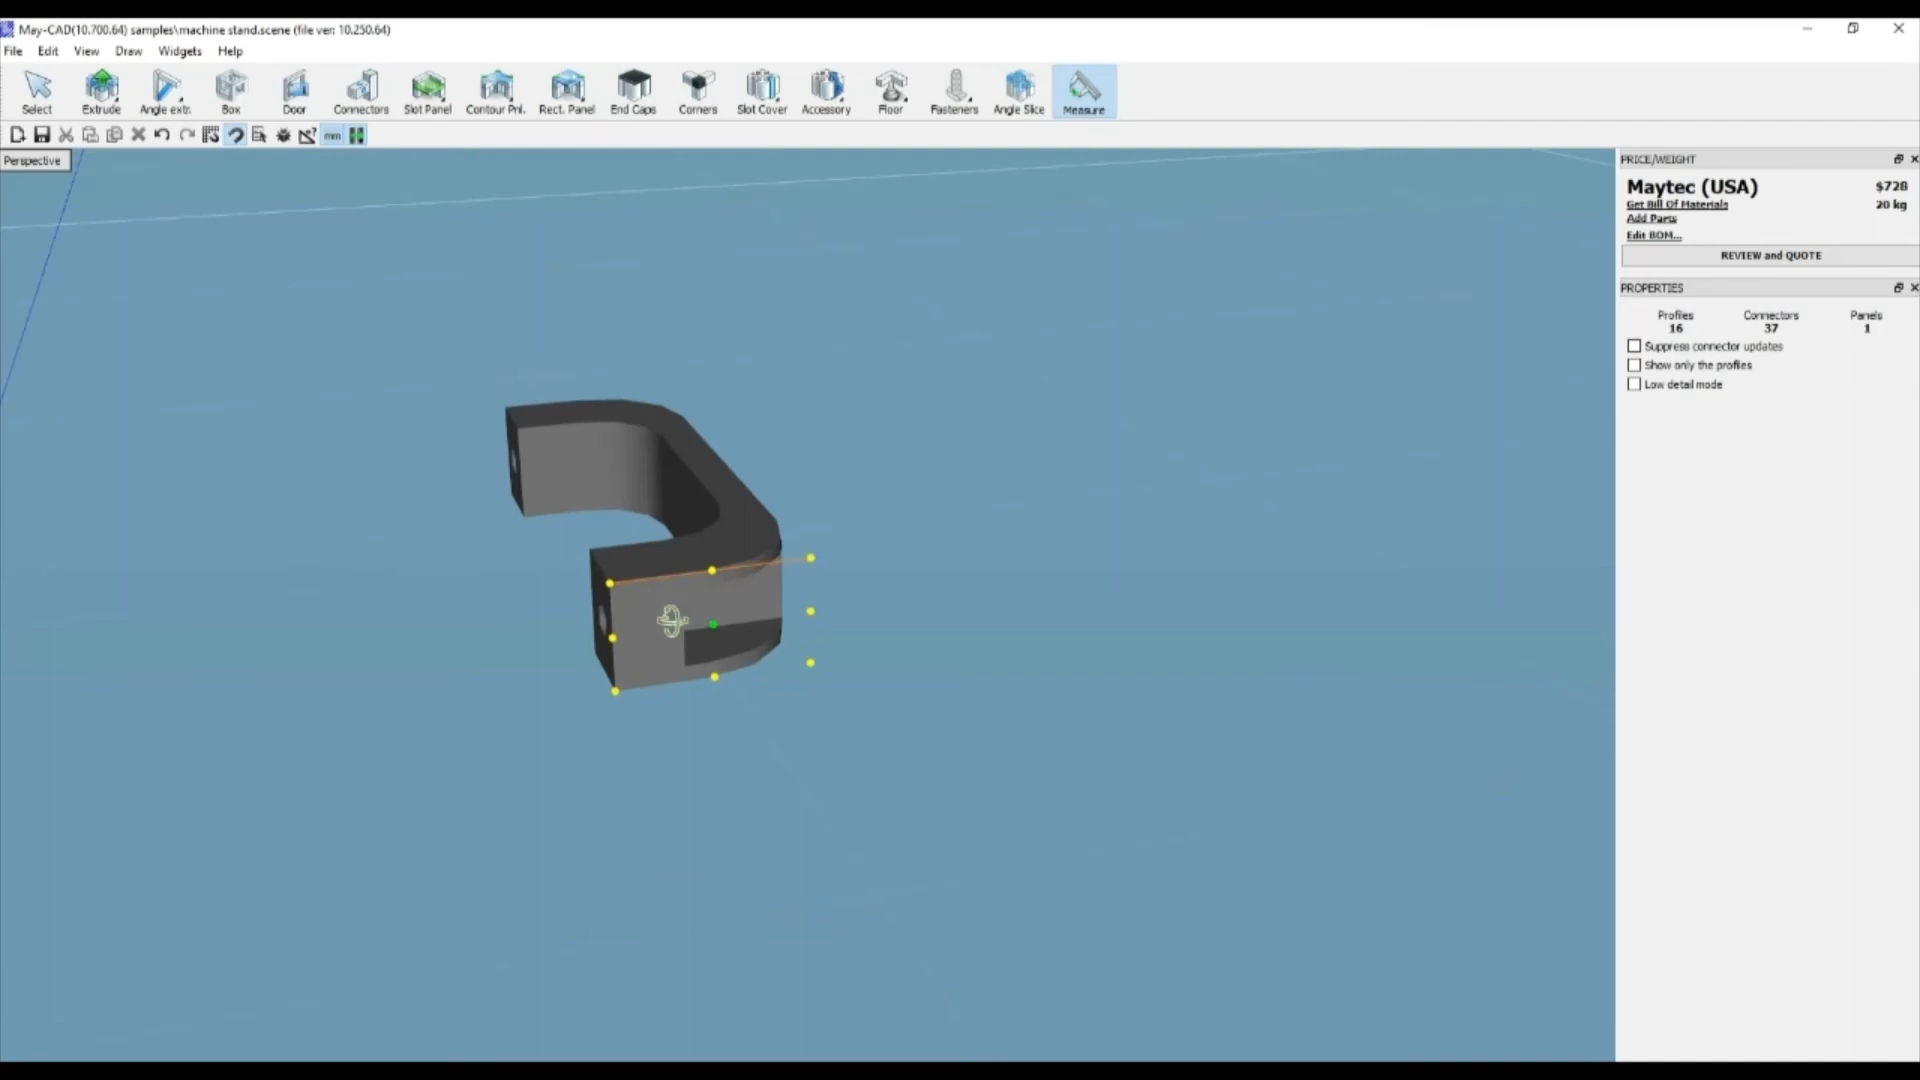 May-CAD(10.700.64) samples\machine stand.scene (file ver: 10.250.64)
File Edit View Draw Widgets Help
Select Extrude Angle extr. Box Door Connectors Slot Panel Contour Pnl. Rect. Panel End Caps Corners Slot Cover Accessory Floor Fasteners Angle Slice Measure
mm
Perspective
PRICE/WEIGHT
Maytec (USA) $728
Get Bill Of Materials 20 kg
Add Parts
Edit BOM...
REVIEW and QUOTE
PROPERTIES
Profiles Connectors Panels
16 37 1
Suppress connector updates
Show only the profiles
Low detail mode